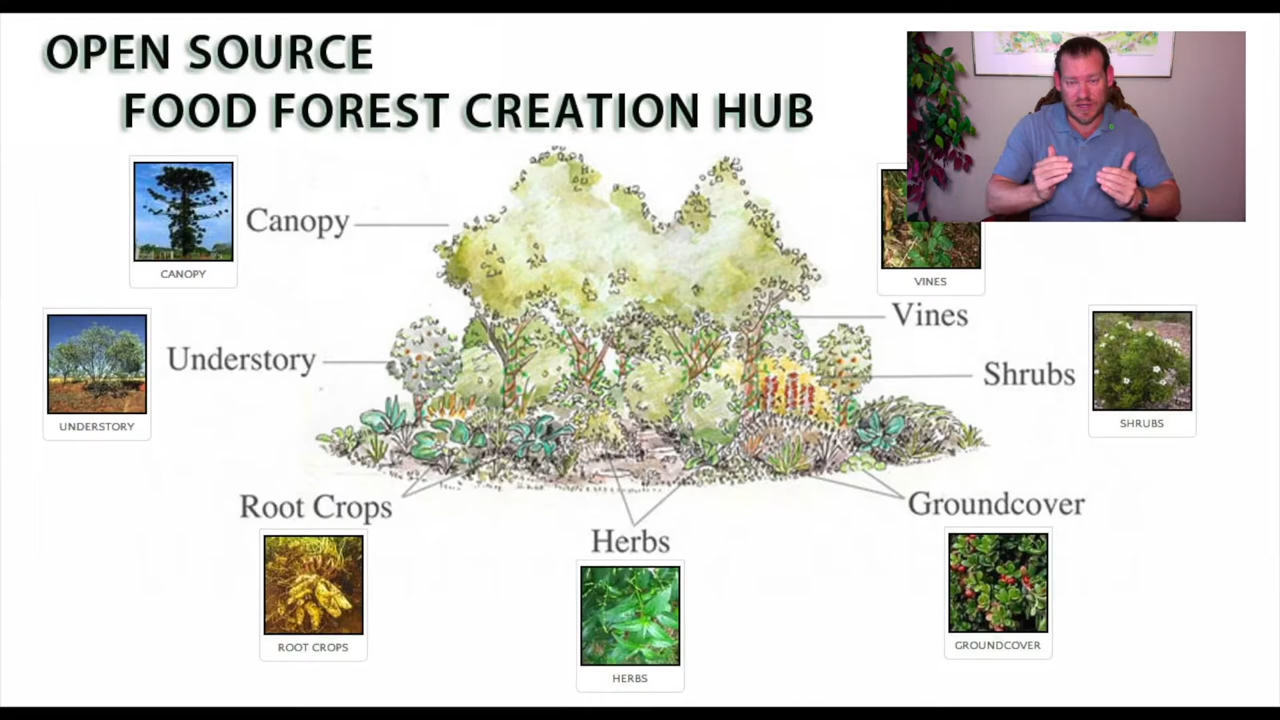 OPEN SOURCE
FOOD FOREST CREATION HUB
Canopy
CANOPY
VINES
Vines
Understory
UNDERSTORY
Shrubs
SHRUBS
Root Crops
ROOT CROPS
Herbs
HERBS
Groundcover
GROUNDCOVER